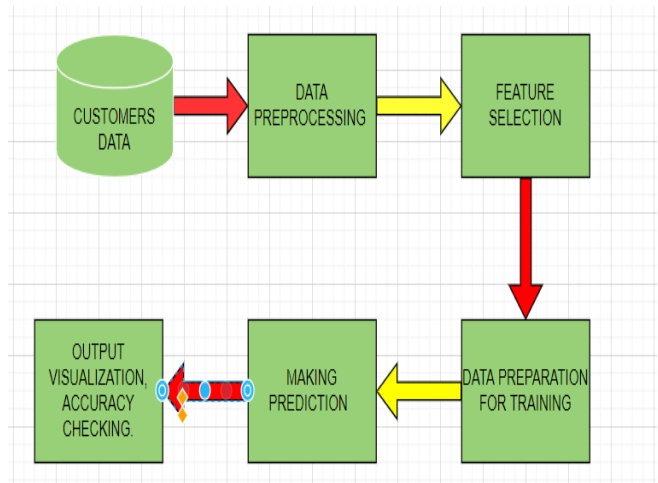 CUSTOMERS
DATA
DATA
PREPROCESSING
FEATURE
SELECTION
OUTPUT
VISUALIZATION,
ACCURACY
CHECKING.
MAKING
PREDICTION
DATA PREPARATION
FOR TRAINING